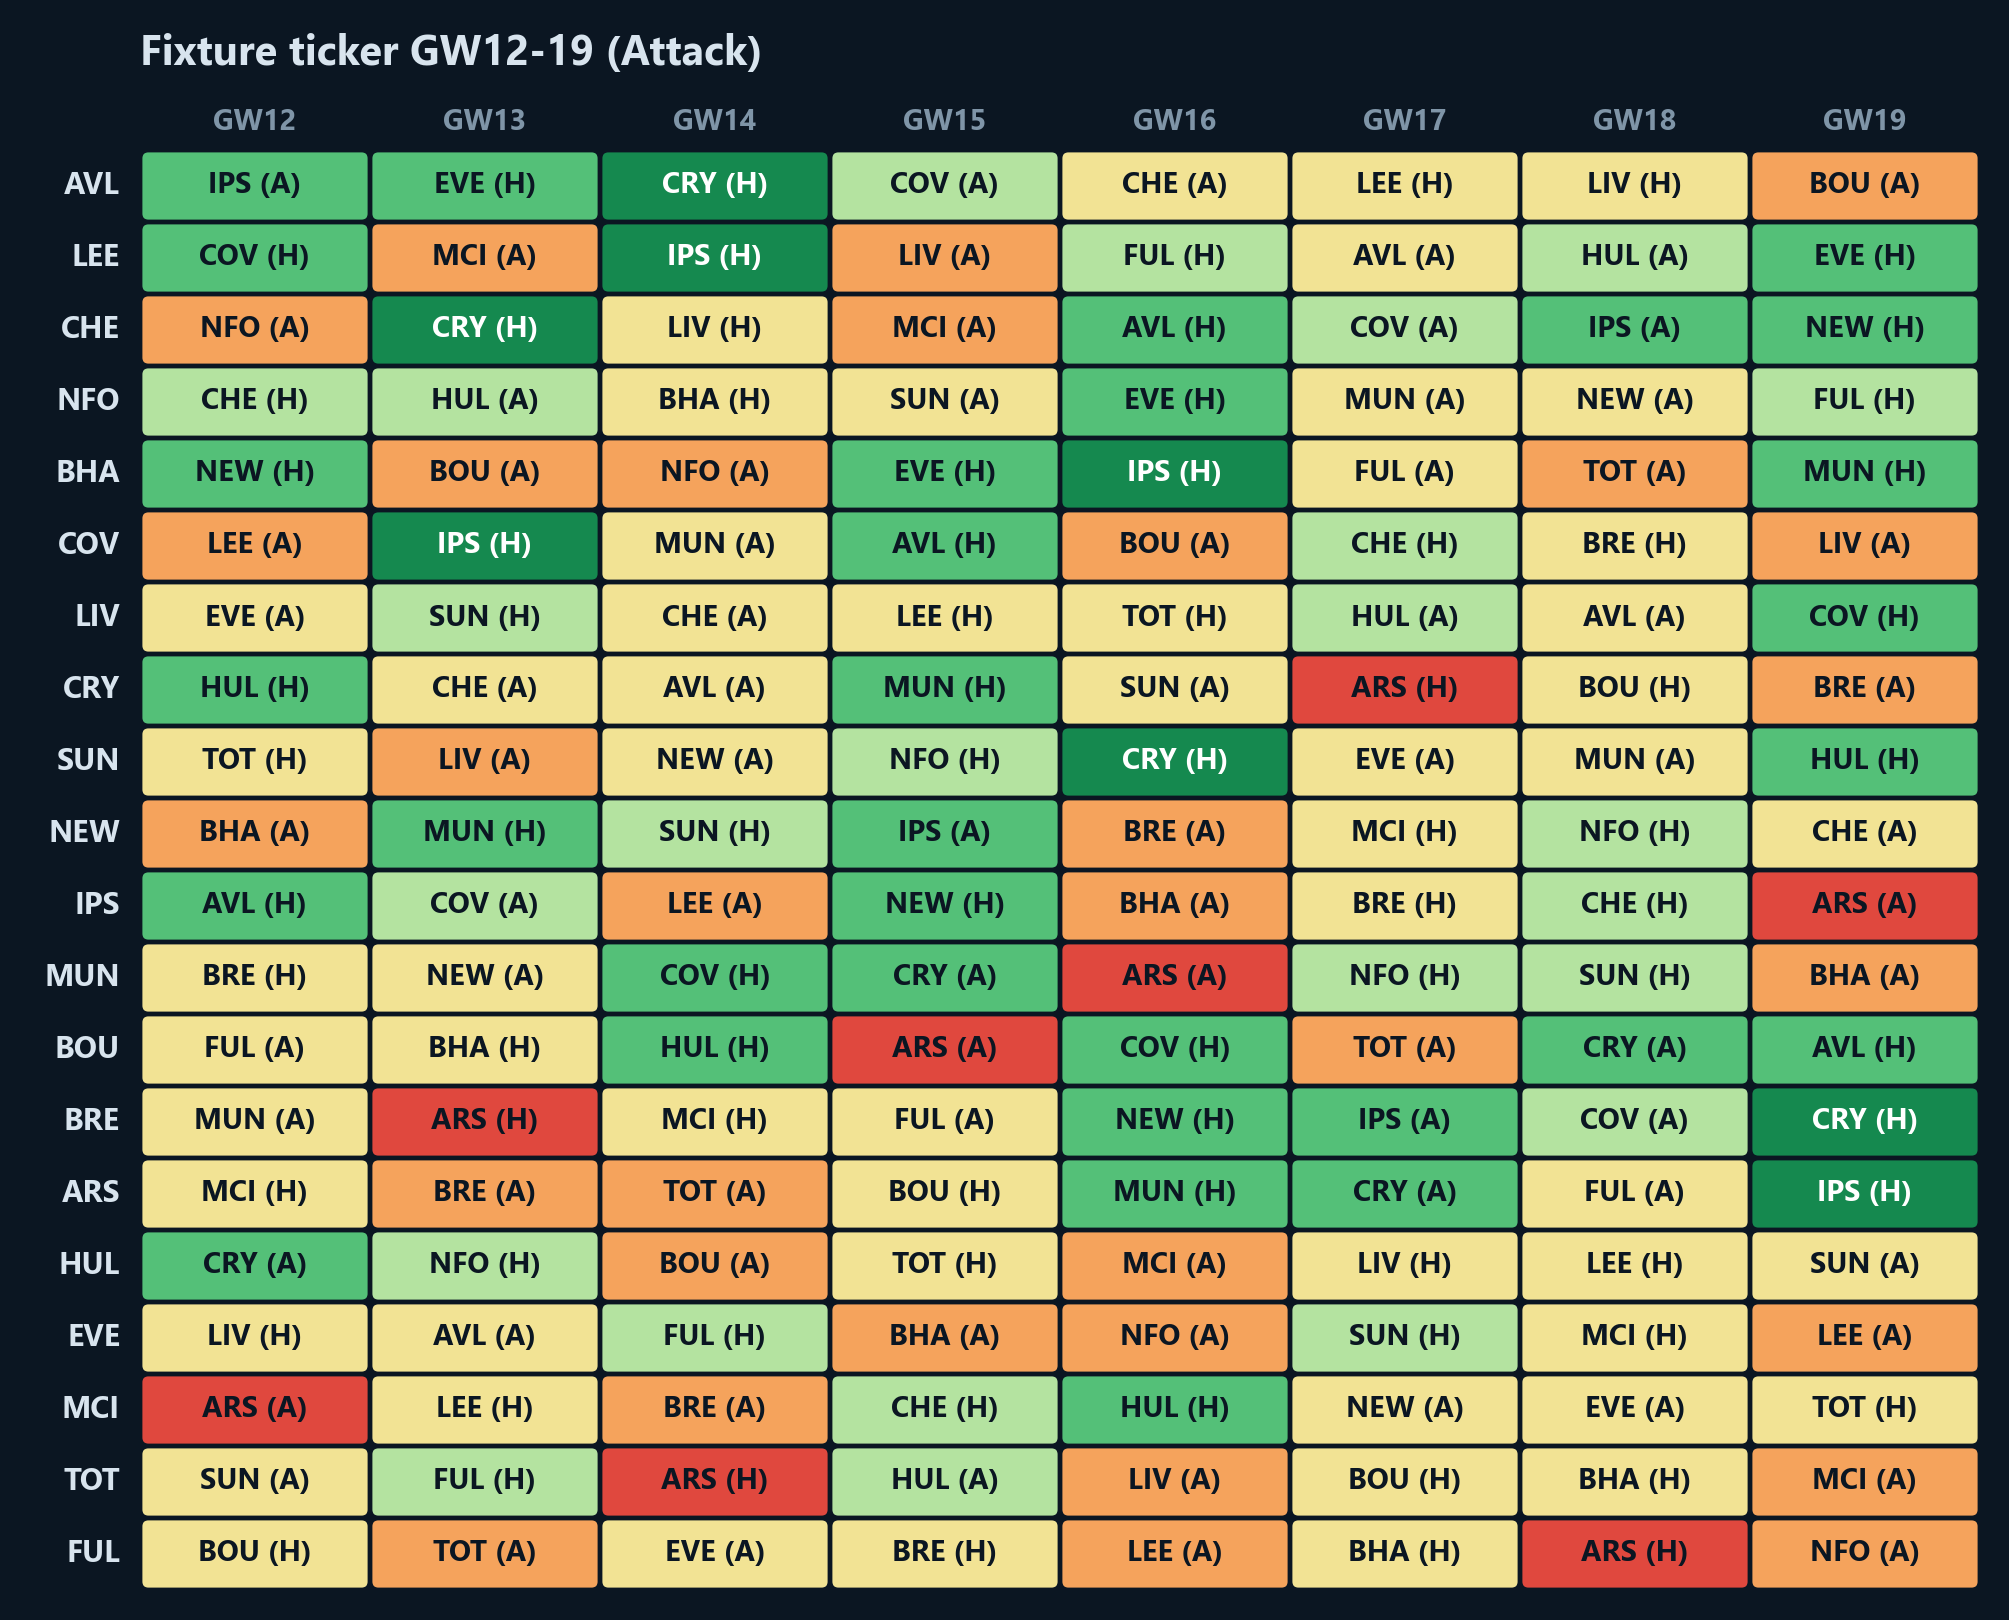 Fixture ticker GW12-19 (Attack)
GW12 GW13 GW14 GW15 GW16 GW17 GW18 GW19
AVL IPS (A) EVE (H) CRY (H) COV (A) CHE (A) LEE (H) LIV (H) BOU (A)
LEE COV (H) MCI (A) IPS (H) LIV (A) FUL (H) AVL (A) HUL (A) EVE (H)
CHE NFO (A) CRY (H) LIV (H) MCI (A) AVL (H) COV (A) IPS (A) NEW (H)
NFO CHE (H) HUL (A) BHA (H) SUN (A) EVE (H) MUN (A) NEW (A) FUL (H)
BHA NEW (H) BOU (A) NFO (A) EVE (H) IPS (H) FUL (A) TOT (A) MUN (H)
COV LEE (A) IPS (H) MUN (A) AVL (H) BOU (A) CHE (H) BRE (H) LIV (A)
LIV EVE (A) SUN (H) CHE (A) LEE (H) TOT (H) HUL (A) AVL (A) COV (H)
CRY HUL (H) CHE (A) AVL (A) MUN (H) SUN (A) ARS (H) BOU (H) BRE (A)
SUN TOT (H) LIV (A) NEW (A) NFO (H) CRY (H) EVE (A) MUN (A) HUL (H)
NEW BHA (A) MUN (H) SUN (H) IPS (A) BRE (A) MCI (H) NFO (H) CHE (A)
IPS AVL (H) COV (A) LEE (A) NEW (H) BHA (A) BRE (H) CHE (H) ARS (A)
MUN BRE (H) NEW (A) COV (H) CRY (A) ARS (A) NFO (H) SUN (H) BHA (A)
BOU FUL (A) BHA (H) HUL (H) ARS (A) COV (H) TOT (A) CRY (A) AVL (H)
BRE MUN (A) ARS (H) MCI (H) FUL (A) NEW (H) IPS (A) COV (A) CRY (H)
ARS MCI (H) BRE (A) TOT (A) BOU (H) MUN (H) CRY (A) FUL (A) IPS (H)
HUL CRY (A) NFO (H) BOU (A) TOT (H) MCI (A) LIV (H) LEE (H) SUN (A)
EVE LIV (H) AVL (A) FUL (H) BHA (A) NFO (A) SUN (H) MCI (H) LEE (A)
MCI ARS (A) LEE (H) BRE (A) CHE (H) HUL (H) NEW (A) EVE (A) TOT (H)
TOT SUN (A) FUL (H) ARS (H) HUL (A) LIV (A) BOU (H) BHA (H) MCI (A)
FUL BOU (H) TOT (A) EVE (A) BRE (H) LEE (A) BHA (H) ARS (H) NFO (A)